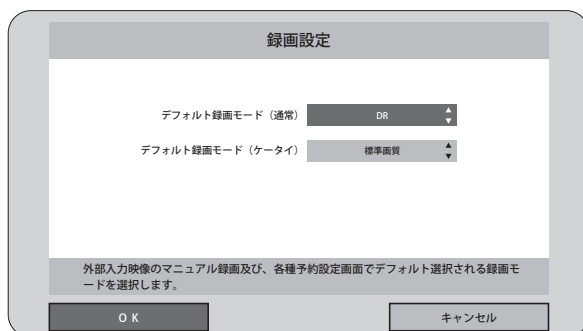 録画設定
デフォルト録画モード（通常） DR
デフォルト録画モード（ケータイ） 標準画質
外部入力映像のマニュアル録画及び、各種予約設定画面でデフォルト選択される録画モ
ードを選択します。
ＯＫ キャンセル